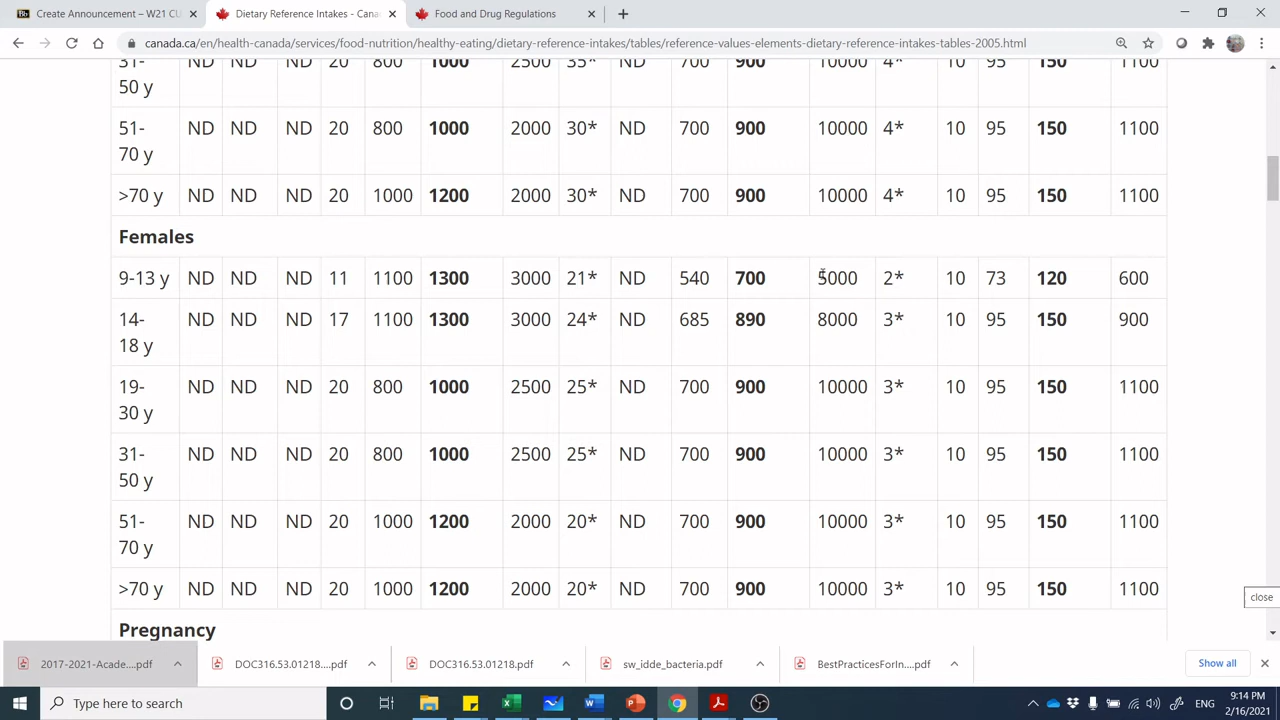 Create Announcement – W21 CU
Dietary Reference Intakes - Cana
Food and Drug Regulations
canada.ca/en/health-canada/services/food-nutrition/healthy-eating/dietary-reference-intakes/tables/reference-values-elements-dietary-reference-intakes-tables-2005.html
31- ND ND ND 20 800 1000 2500 35* ND 700 900 10000 4* 10 95 150 1100
50 y
51- ND ND ND 20 800 1000 2000 30* ND 700 900 10000 4* 10 95 150 1100
70 y
>70 y ND ND ND 20 1000 1200 2000 30* ND 700 900 10000 4* 10 95 150 1100
Females
9-13 y ND ND ND 11 1100 1300 3000 21* ND 540 700 5000 2* 10 73 120 600
14- ND ND ND 17 1100 1300 3000 24* ND 685 890 8000 3* 10 95 150 900
18 y
19- ND ND ND 20 800 1000 2500 25* ND 700 900 10000 3* 10 95 150 1100
30 y
31- ND ND ND 20 800 1000 2500 25* ND 700 900 10000 3* 10 95 150 1100
50 y
51- ND ND ND 20 1000 1200 2000 20* ND 700 900 10000 3* 10 95 150 1100
70 y
>70 y ND ND ND 20 1000 1200 2000 20* ND 700 900 10000 3* 10 95 150 1100
close
Pregnancy
2017-2021-Acade....pdf
DOC316.53.01218....pdf
DOC316.53.01218.pdf
sw_idde_bacteria.pdf
BestPracticesForIn....pdf
Show all
Type here to search
ENG
9:14 PM
2/16/2021